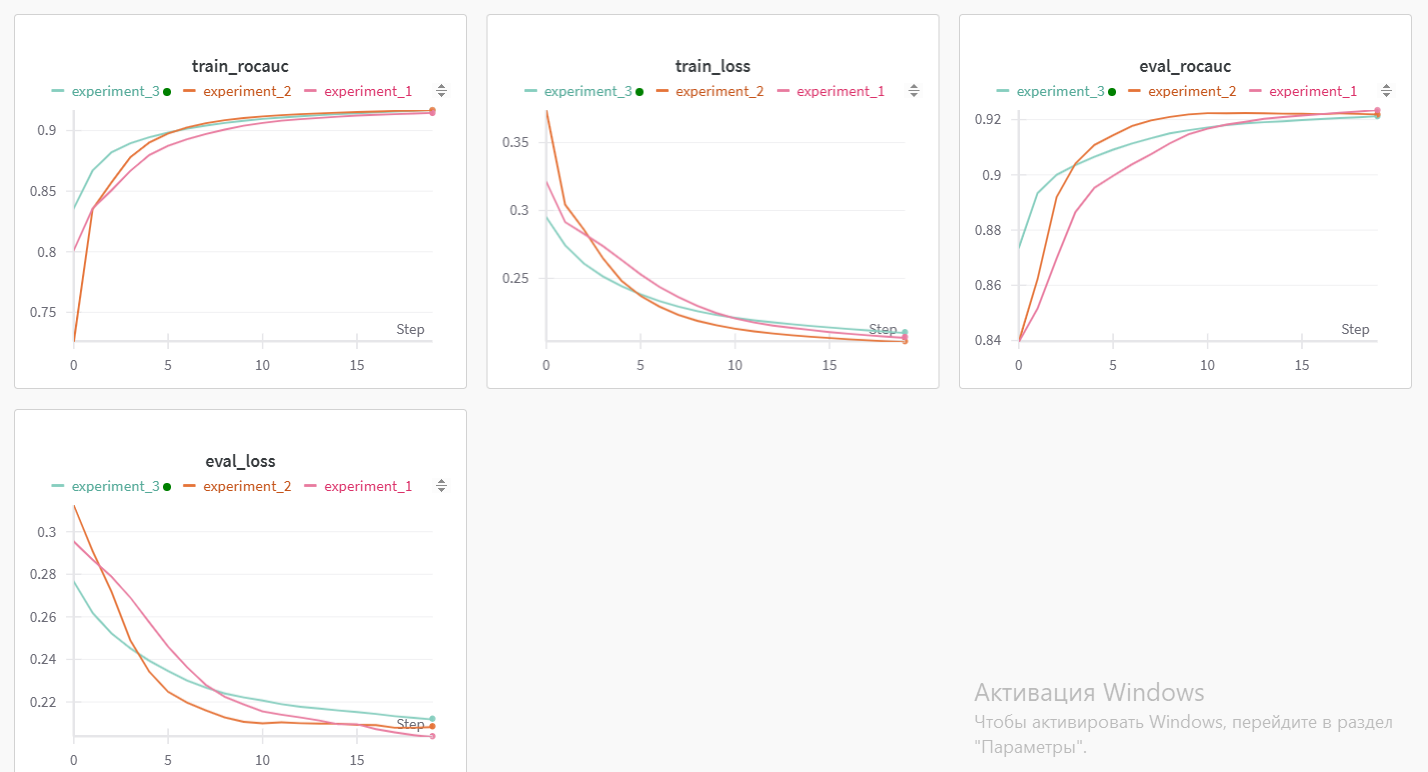 train_rocauc
experiment_3 experiment_2 experiment_1
0.9
0.85
0.8
0.75
Step
0 5 10 15
train_loss
experiment_3 experiment_2 experiment_1
0.35
0.3
0.25
Step
0 5 10 15
eval_rocauc
experiment_3 experiment_2 experiment_1
0.92
0.9
0.88
0.86
0.84
Step
0 5 10 15
eval_loss
experiment_3 experiment_2 experiment_1
0.3
0.28
0.26
0.24
0.22
Step
0 5 10 15
Активация Windows
Чтобы активировать Windows, перейдите в раздел
"Параметры".